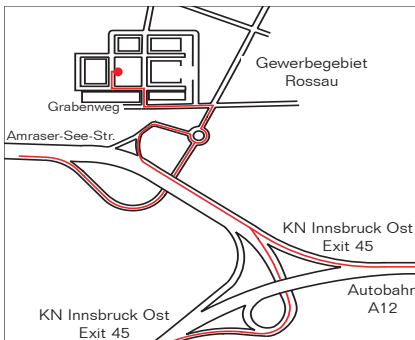 Gewerbegebiet
Rossau
Grabenweg
Amraser-See-Str.
KN Innsbruck Ost
Exit 45
Autobahn
A12
KN Innsbruck Ost
Exit 45